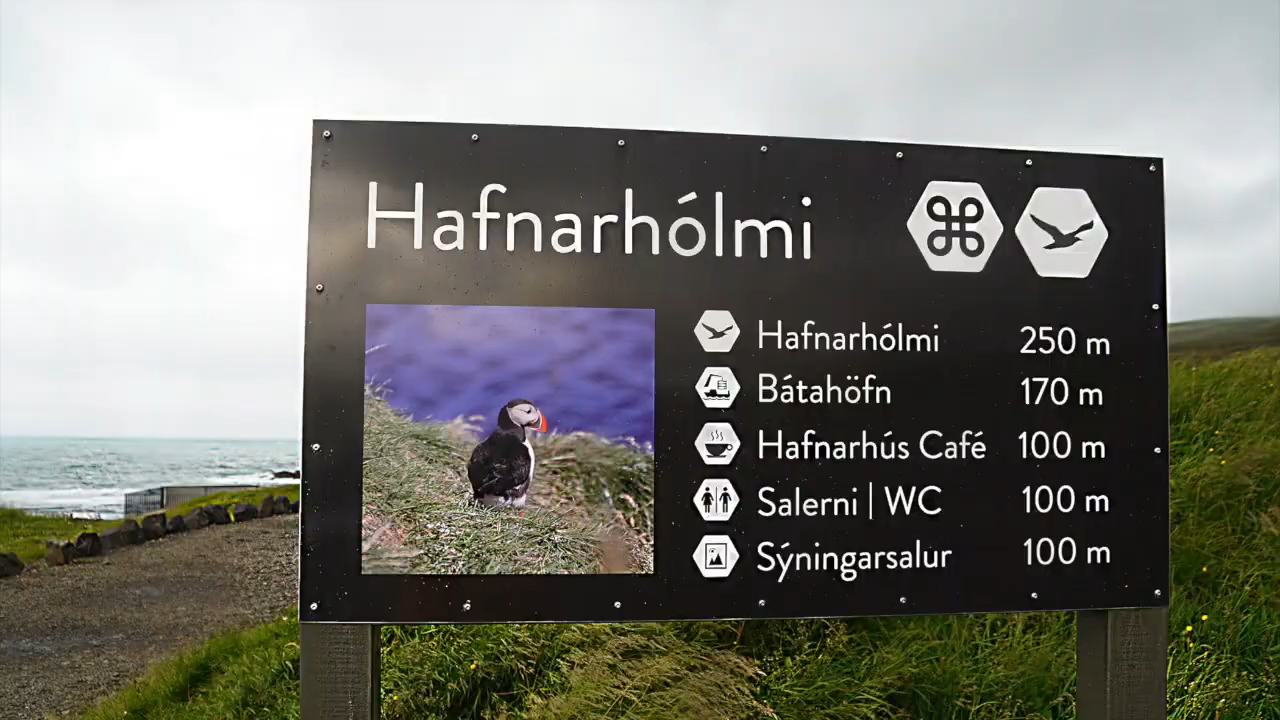 Hafnarhólmi
Hafnarhólmi 250 m
Bátahöfn 170 m
Hafnarhús Café 100 m
Salerni | WC 100 m
Sýningarsalur 100 m